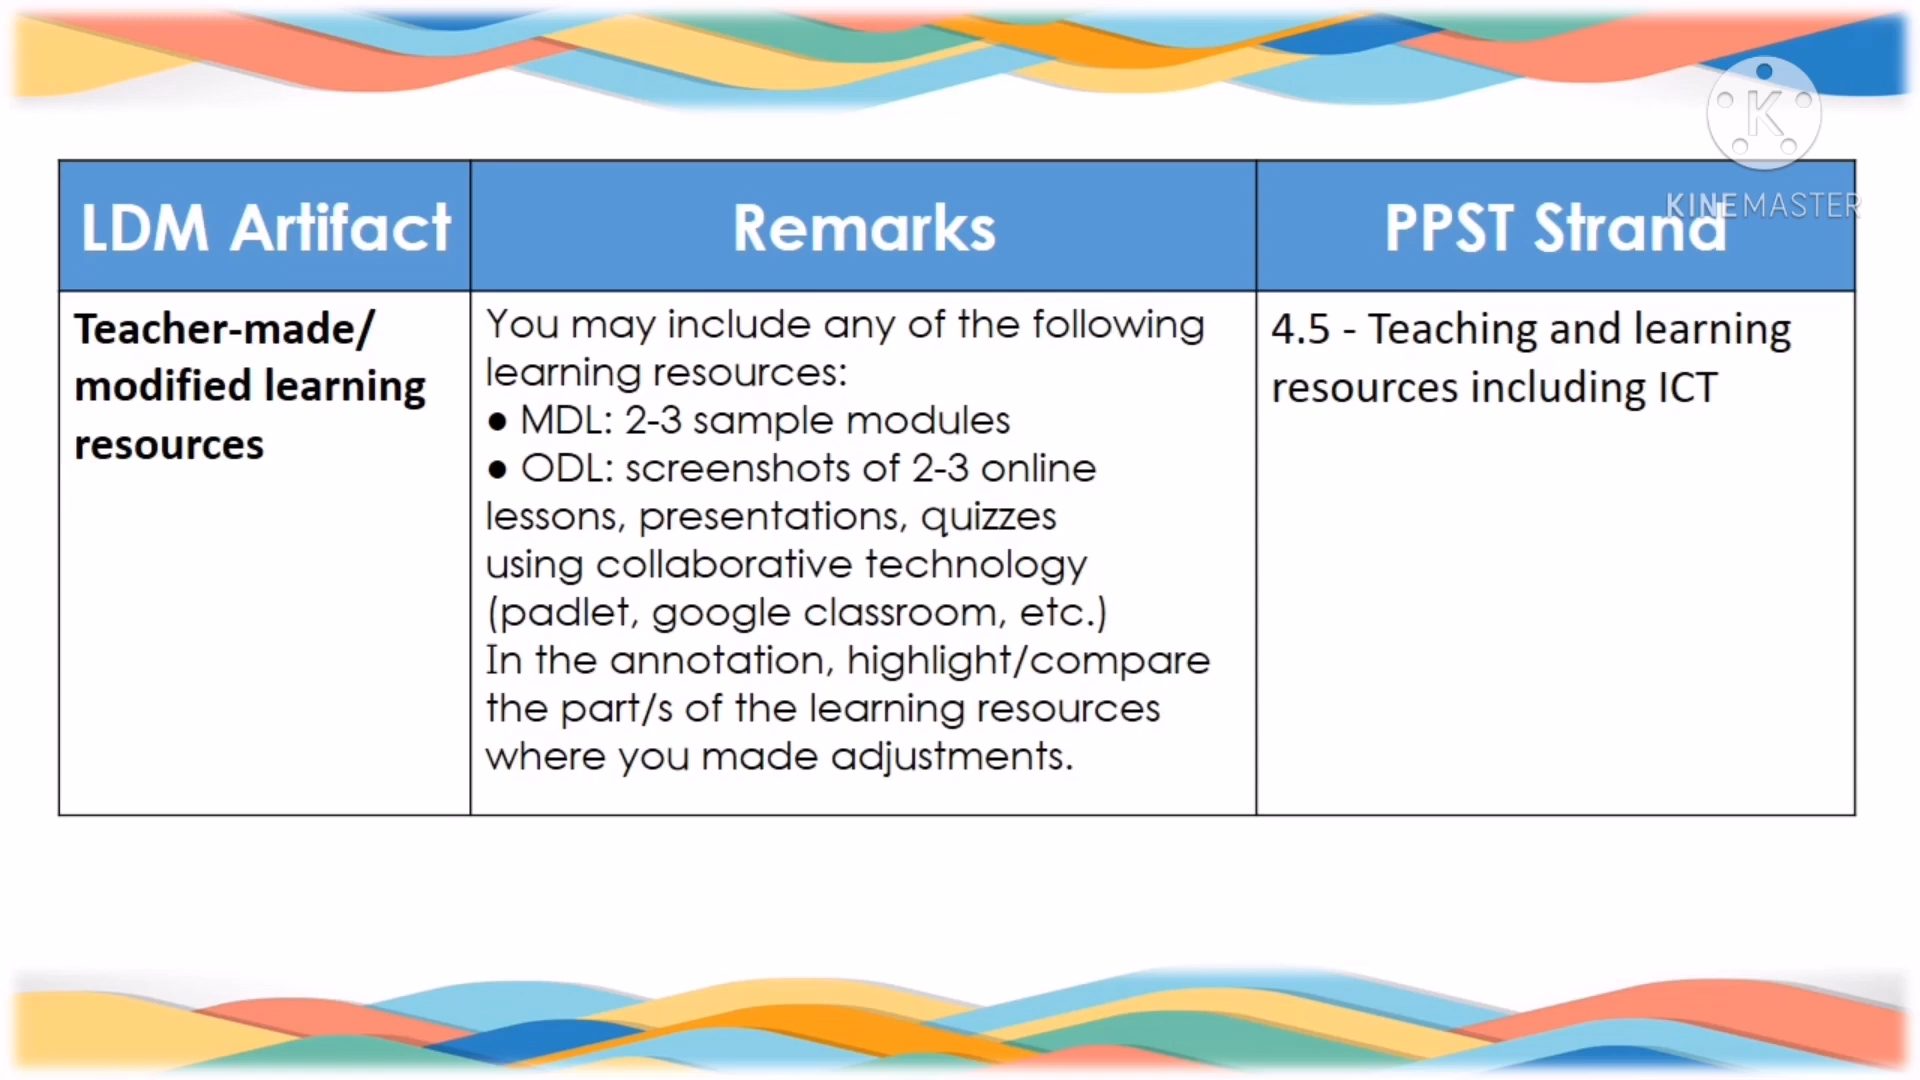 K
KINEMASTER
LDM Artifact
Remarks
PPST Strand
Teacher-made/
modified learning
resources
You may include any of the following
learning resources:
● MDL: 2-3 sample modules
● ODL: screenshots of 2-3 online
lessons, presentations, quizzes
using collaborative technology
(padlet, google classroom, etc.)
In the annotation, highlight/compare
the part/s of the learning resources
where you made adjustments.
4.5 - Teaching and learning
resources including ICT